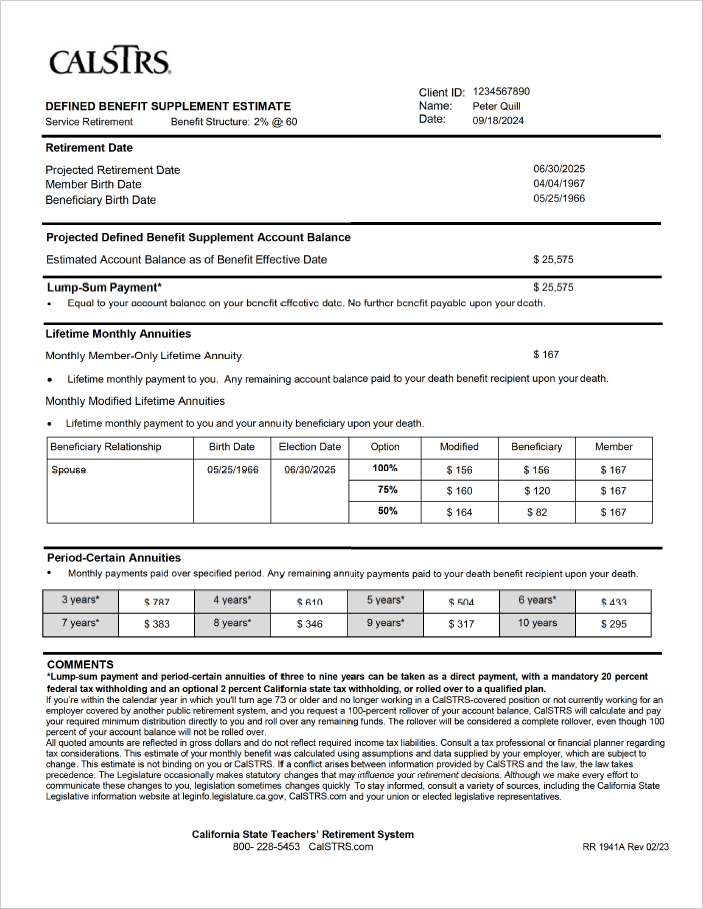 CALSTRS.
Client ID: 1234567890
DEFINED BENEFIT SUPPLEMENT ESTIMATE Name: Peter Quill
Service Retirement Benefit Structure: 2% @ 60 Date: 09/18/2024
Retirement Date
Projected Retirement Date 06/30/2025
Member Birth Date 04/04/1967
Beneficiary Birth Date 05/25/1966
Projected Defined Benefit Supplement Account Balance
Estimated Account Balance as of Benefit Effective Date $ 25,575
Lump-Sum Payment* $ 25,575
• Equal to your account balance on your benefit effective date. No further benefit payable upon your death.
Lifetime Monthly Annuities
Monthly Member-Only Lifetime Annuity $ 167
• Lifetime monthly payment to you. Any remaining account balance paid to your death benefit recipient upon your death.
Monthly Modified Lifetime Annuities
• Lifetime monthly payment to you and your annuity beneficiary upon your death.
Beneficiary Relationship Birth Date Election Date Option Modified Beneficiary Member
Spouse 05/25/1966 06/30/2025 100% $ 156 $ 156 $ 167
75% $ 160 $ 120 $ 167
50% $ 164 $ 82 $ 167
Period-Certain Annuities
• Monthly payments paid over specified period. Any remaining annuity payments paid to your death benefit recipient upon your death.
3 years* $ 787 4 years* $ 610 5 years* $ 504 6 years* $ 433
7 years* $ 383 8 years* $ 346 9 years* $ 317 10 years $ 295
COMMENTS
*Lump-sum payment and period-certain annuities of three to nine years can be taken as a direct payment, with a mandatory 20 percent
federal tax withholding and an optional 2 percent California state tax withholding, or rolled over to a qualified plan.
If you're within the calendar year in which you'll turn age 73 or older and no longer working in a CalSTRS-covered position or not currently working for an
employer covered by another public retirement system, and you request a 100-percent rollover of your account balance, CalSTRS will calculate and pay
your required minimum distribution directly to you and roll over any remaining funds. The rollover will be considered a complete rollover, even though 100
percent of your account balance will not be rolled over.
All quoted amounts are reflected in gross dollars and do not reflect required income tax liabilities. Consult a tax professional or financial planner regarding
tax considerations. This estimate of your monthly benefit was calculated using assumptions and data supplied by your employer, which are subject to
change. This estimate is not binding on you or CalSTRS. If a conflict arises between information provided by CalSTRS and the law, the law takes
precedence. The Legislature occasionally makes statutory changes that may influence your retirement decisions. Although we make every effort to
communicate these changes to you, legislation sometimes changes quickly. To stay informed, consult a variety of sources, including the California State
Legislative information website at leginfo.legislature.ca.gov, CalSTRS.com and your union or elected legislative representatives.
California State Teachers' Retirement System
800- 228-5453 CalSTRS.com RR 1941A Rev 02/23